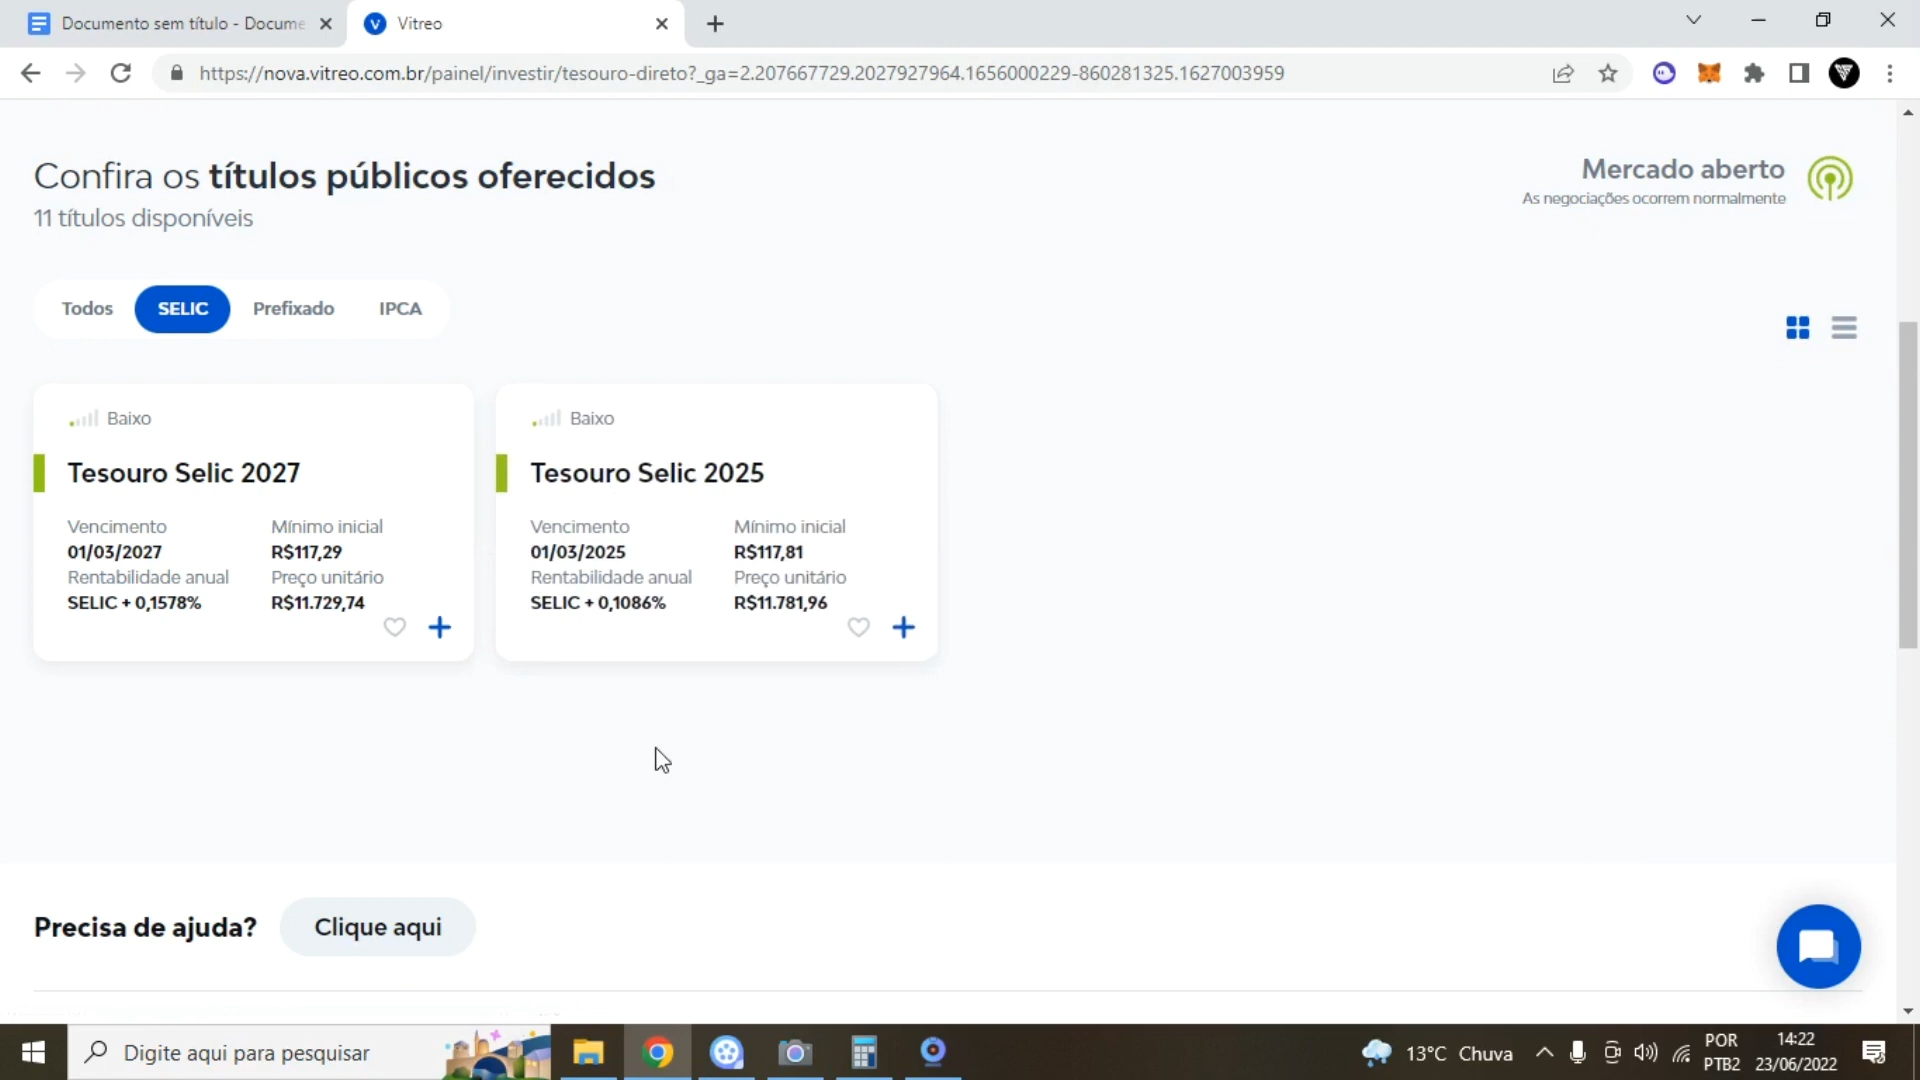 Documento sem título - Docume
Vitreo
https://nova.vitreo.com.br/painel/investir/tesouro-direto?_ga=2.207667729.2027927964.1656000229-860281325.1627003959
Confira os títulos públicos oferecidos
11 títulos disponíveis
Mercado aberto
As negociações ocorrem normalmente
Todos SELIC Prefixado IPCA
Baixo
Tesouro Selic 2027
Vencimento Mínimo inicial
01/03/2027 R$117,29
Rentabilidade anual Preço unitário
SELIC + 0,1578% R$11.729,74
Baixo
Tesouro Selic 2025
Vencimento Mínimo inicial
01/03/2025 R$117,81
Rentabilidade anual Preço unitário
SELIC + 0,1086% R$11.781,96
Precisa de ajuda? Clique aqui
Digite aqui para pesquisar
13°C Chuva
POR
PTB2
14:22
23/06/2022